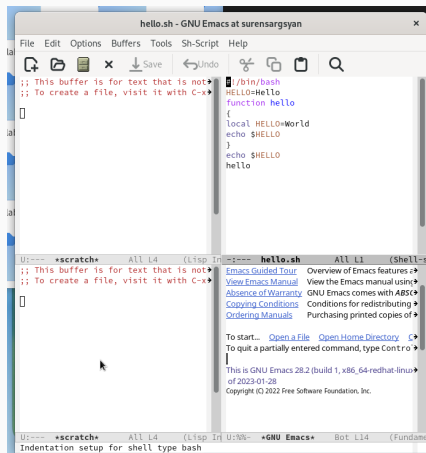 hello.sh - GNU Emacs at surensargsyan
File Edit Options Buffers Tools Sh-Script Help
Save Undo
;; This buffer is for text that is not
;; To create a file, visit it with C-x
U:--- *scratch* All L4 (Lisp In
#!/bin/bash
HELLO=Hello
function hello
{
local HELLO=World
echo $HELLO
}
echo $HELLO
hello
-:--- hello.sh All L1 (Shell-s
;; This buffer is for text that is not
;; To create a file, visit it with C-x
U:--- *scratch* All L4 (Lisp In
Emacs Guided Tour Overview of Emacs features a
View Emacs Manual View the Emacs manual using
Absence of Warranty GNU Emacs comes with ABSO
Copying Conditions Conditions for redistributing
Ordering Manuals Purchasing printed copies of
To start... Open a File Open Home Directory
To quit a partially entered command, type Control
This is GNU Emacs 28.2 (build 1, x86_64-redhat-linux
of 2023-01-28
Copyright (C) 2022 Free Software Foundation, Inc.
U:%%- *GNU Emacs* Bot L14 (Fundame
Indentation setup for shell type bash